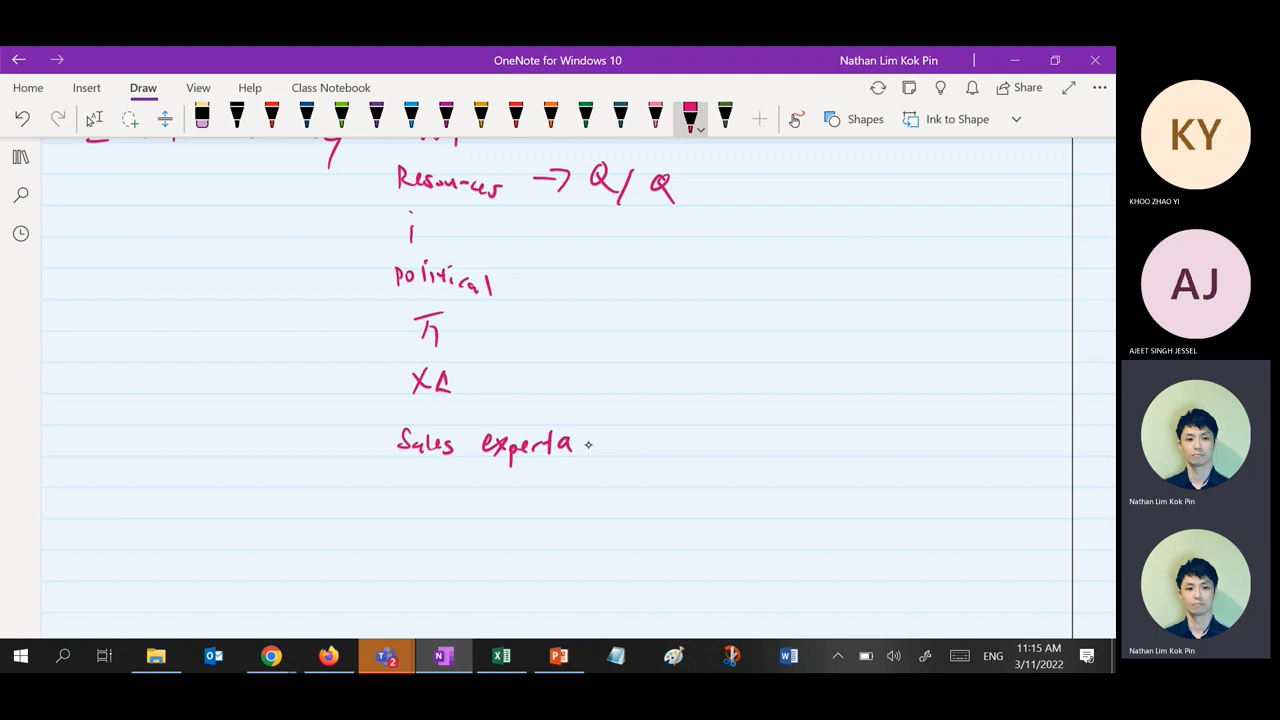 OneNote for Windows 10
Nathan Lim Kok Pin
Home Insert Draw View Help Class Notebook
Share
Shapes
Ink to Shape
Resources → Q/Q
i
political
π
Sales experta
KY
KHOO ZHAO YI
AJ
AJEET SINGH JESSEL
Nathan Lim Kok Pin
Nathan Lim Kok Pin
2
ENG
11:15 AM
3/11/2022